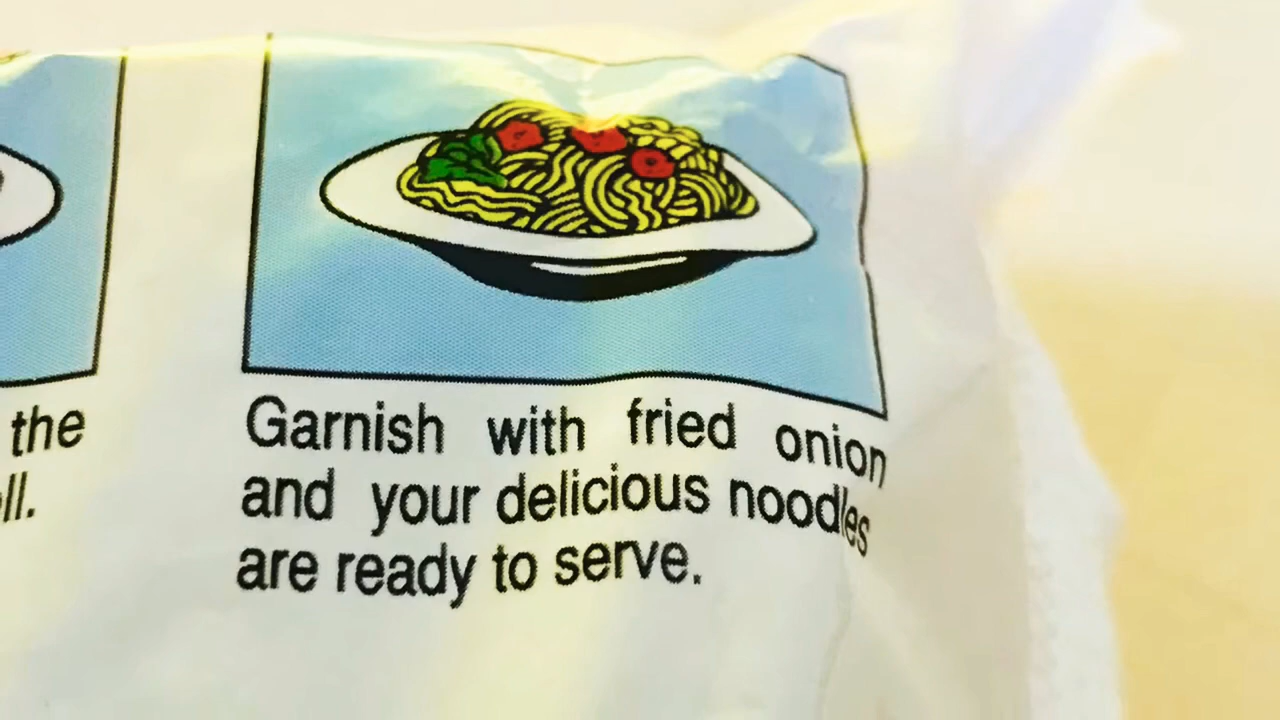 the
ll.
Garnish with fried onion
and your delicious noodles
are ready to serve.